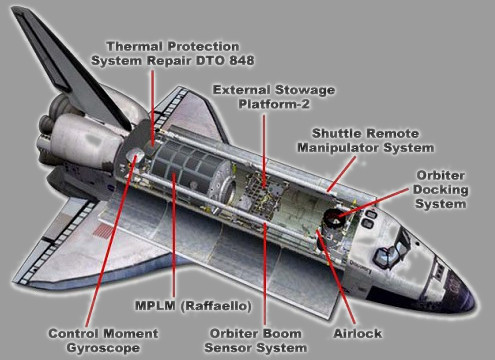 Thermal Protection
System Repair DTO 848
External Stowage
Platform-2
Shuttle Remote
Manipulator System
Orbiter
Docking
System
MPLM (Raffaello)
Control Moment
Gyroscope
Orbiter Boom
Sensor System
Airlock